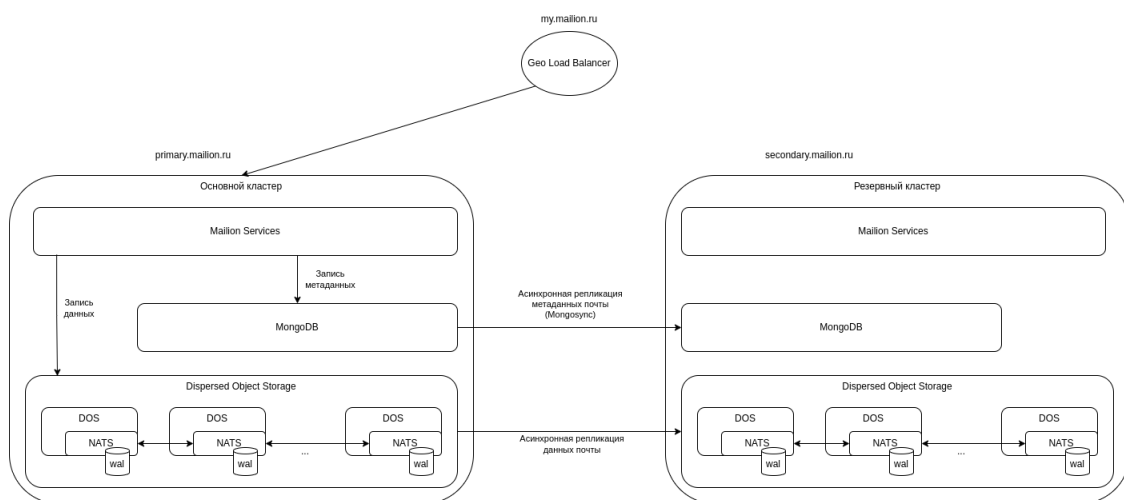 my.mailion.ru
Geo Load Balancer
primary.mailion.ru
secondary.mailion.ru
Основной кластер
Резервный кластер
Mailion Services
Mailion Services
Запись
метаданных
Запись
данных
Асинхронная репликация
метаданных почты
(Mongosync)
MongoDB
MongoDB
Dispersed Object Storage
Dispersed Object Storage
DOS
DOS
DOS
DOS
DOS
DOS
NATS
NATS
NATS
NATS
NATS
NATS
...
...
Асинхронная репликация
данных почты
wal
wal
wal
wal
wal
wal